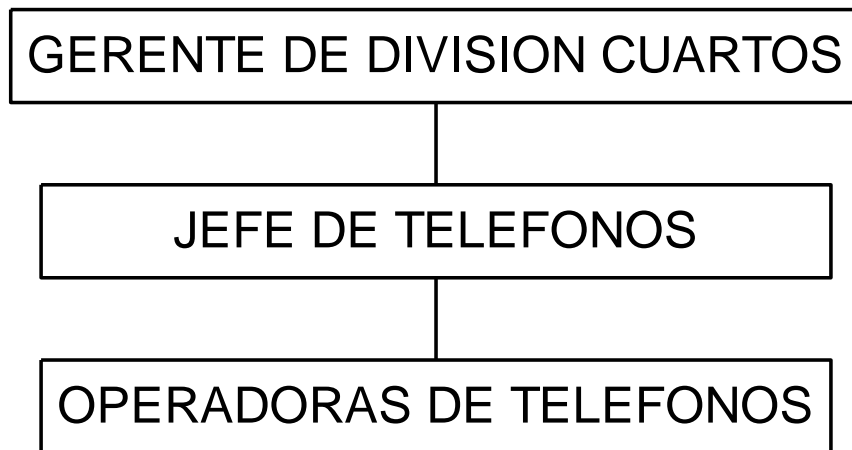 GERENTE DE DIVISION CUARTOS
JEFE DE TELEFONOS
OPERADORAS DE TELEFONOS